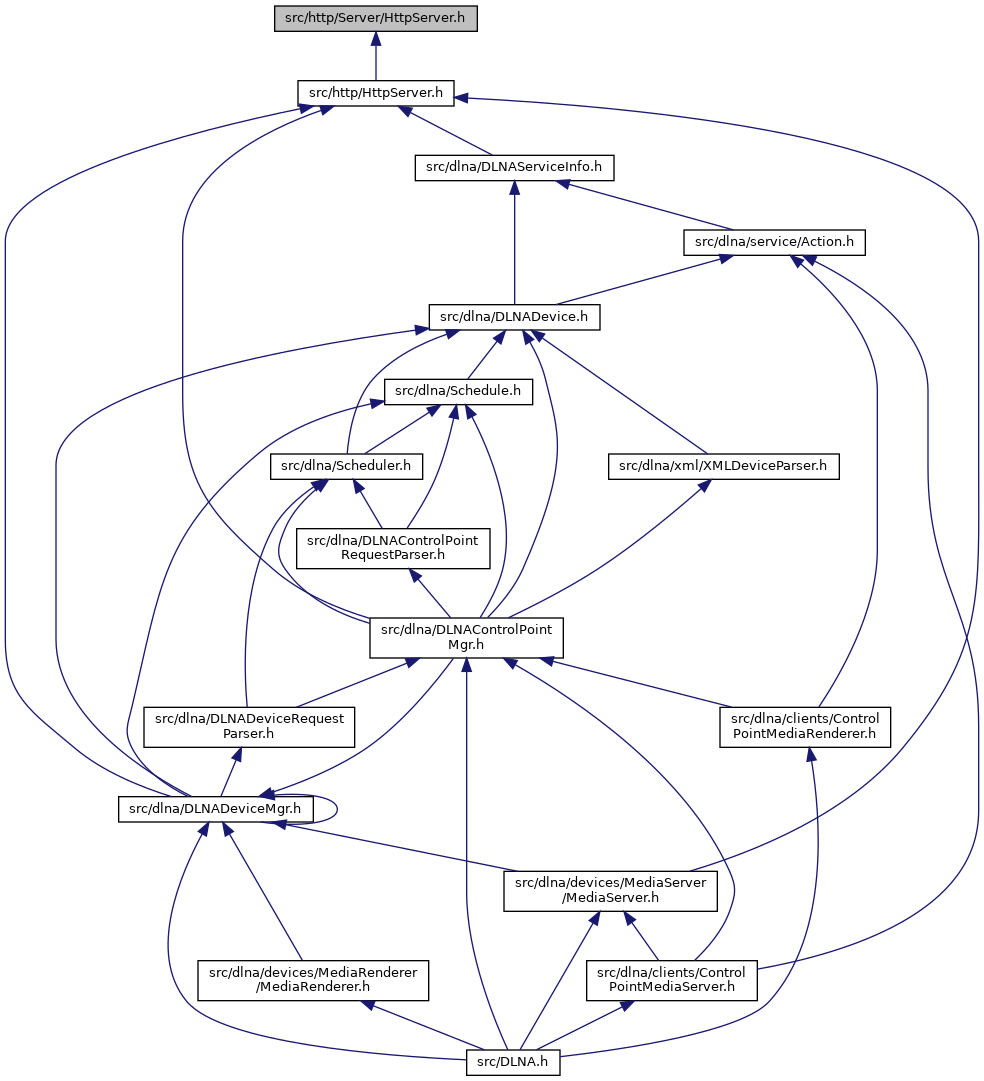 src/http/Server/HttpServer.h
src/http/HttpServer.h
src/dlna/DLNAServiceInfo.h
src/dlna/service/Action.h
src/dlna/DLNADevice.h
src/dlna/Schedule.h
src/dlna/Scheduler.h
src/dlna/xml/XMLDeviceParser.h
src/dlna/DLNAControlPoint
RequestParser.h
src/dlna/DLNAControlPoint
Mgr.h
src/dlna/DLNADeviceRequest
Parser.h
src/dlna/clients/Control
PointMediaRenderer.h
src/dlna/DLNADeviceMgr.h
src/dlna/devices/MediaServer
/MediaServer.h
src/dlna/devices/MediaRenderer
/MediaRenderer.h
src/dlna/clients/Control
PointMediaServer.h
src/DLNA.h